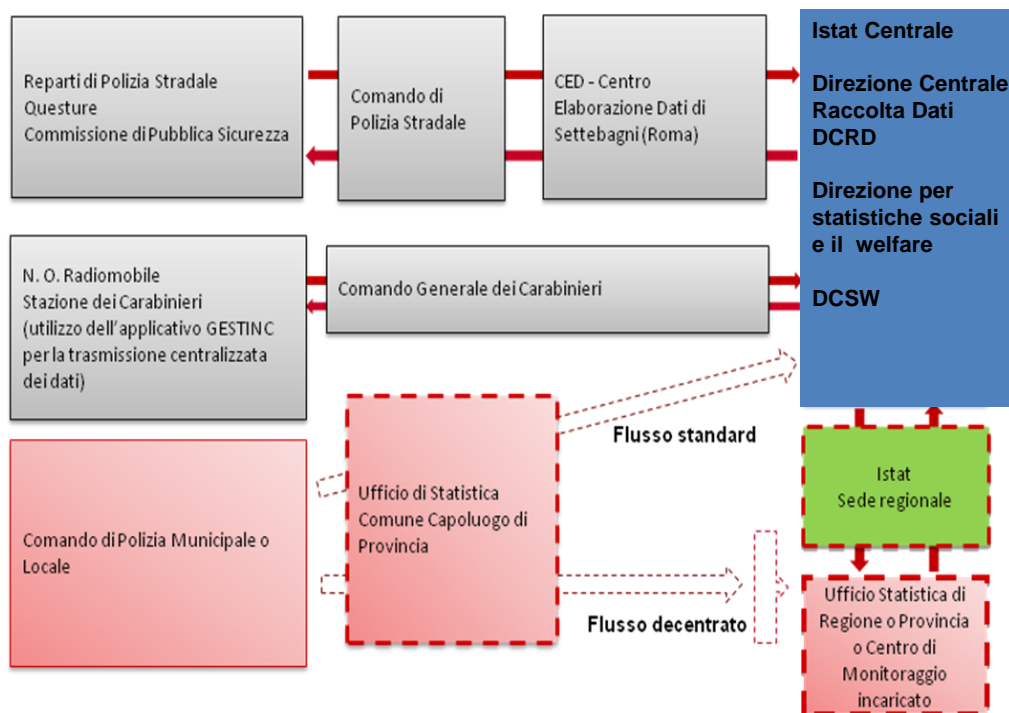 Reparti di Polizia Stradale
Questure
Commissione di Pubblica Sicurezza
Comando di
Polizia Stradale
CED - Centro
Elaborazione Dati di
Settebagni (Roma)
Istat Centrale
Direzione Centrale
Raccolta Dati
DCRD
Direzione per
statistiche sociali
e il welfare
DCSW
N. O. Radiomobile
Stazione dei Carabinieri
(utilizzo dell'applicativo GESTINC
per la trasmissione centralizzata
dei dati)
Comando Generale dei Carabinieri
Comando di Polizia Municipale o
Locale
Ufficio di Statistica
Comune Capoluogo di
Provincia
Flusso standard
Flusso decentrato
Istat
Sede regionale
Ufficio Statistica di
Regione o Provincia
o Centro di
Monitoraggio
incaricato